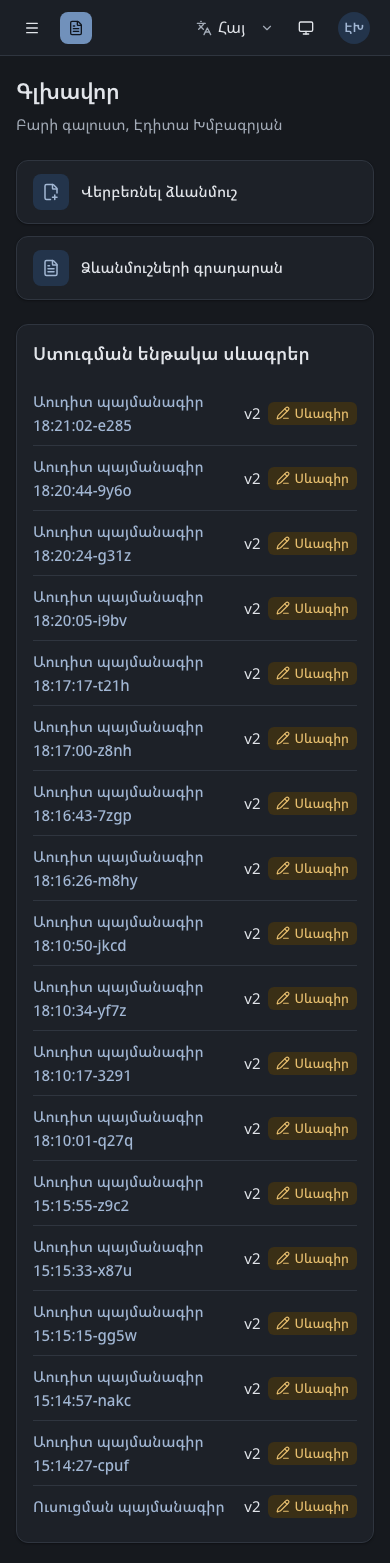 Հայ
ԷԽ
Գլխավոր
Բարի գալուստ, Էդիտա Խմբագրյան
Վերբեռնել ձևանմուշ
Ձևանմուշների գրադարան
Ստուգման ենթակա սևագրեր
Աուդիտ պայմանագիր
18:21:02-e285
v2 Սևագիր
Աուդիտ պայմանագիր
18:20:44-9y6o
v2 Սևագիր
Աուդիտ պայմանագիր
18:20:24-g31z
v2 Սևագիր
Աուդիտ պայմանագիր
18:20:05-i9bv
v2 Սևագիր
Աուդիտ պայմանագիր
18:17:17-t21h
v2 Սևագիր
Աուդիտ պայմանագիր
18:17:00-z8nh
v2 Սևագիր
Աուդիտ պայմանագիր
18:16:43-7zgp
v2 Սևագիր
Աուդիտ պայմանագիր
18:16:26-m8hy
v2 Սևագիր
Աուդիտ պայմանագիր
18:10:50-jkcd
v2 Սևագիր
Աուդիտ պայմանագիր
18:10:34-yf7z
v2 Սևագիր
Աուդիտ պայմանագիր
18:10:17-3291
v2 Սևագիր
Աուդիտ պայմանագիր
18:10:01-q27q
v2 Սևագիր
Աուդիտ պայմանագիր
15:15:55-z9c2
v2 Սևագիր
Աուդիտ պայմանագիր
15:15:33-x87u
v2 Սևագիր
Աուդիտ պայմանագիր
15:15:15-gg5w
v2 Սևագիր
Աուդիտ պայմանագիր
15:14:57-nakc
v2 Սևագիր
Աուդիտ պայմանագիր
15:14:27-cpuf
v2 Սևագիր
Ուսուցման պայմանագիր v2 Սևագիր